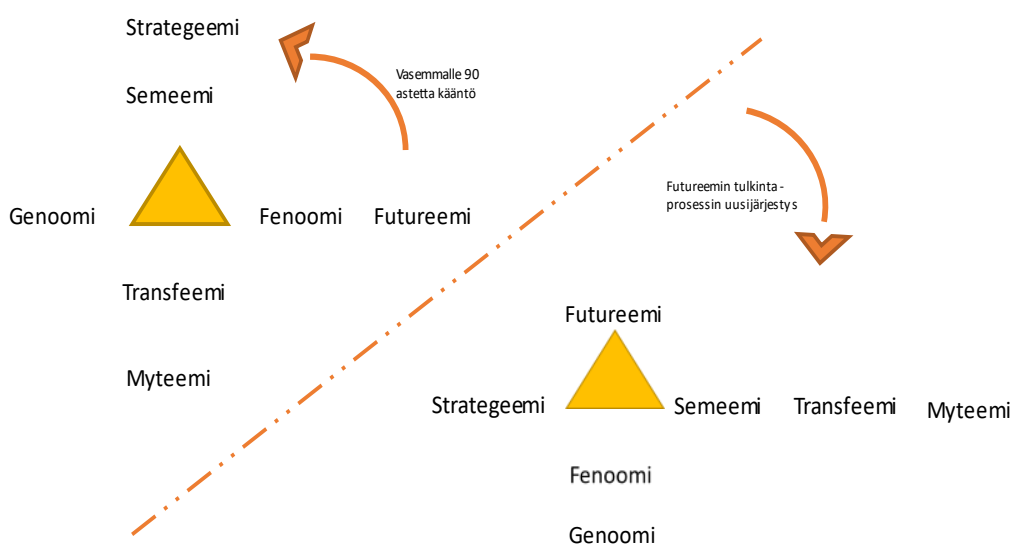 Strategeemi
Vasemmalle 90
astetta kääntö
Semeemi
Genoomi
Fenoomi
Futureemi
Transfeemi
Myteemi
Futureemin tulkinta -
prosessin uusijärjestys
Futureemi
Strategeemi
Semeemi
Transfeemi
Myteemi
Fenoomi
Genoomi